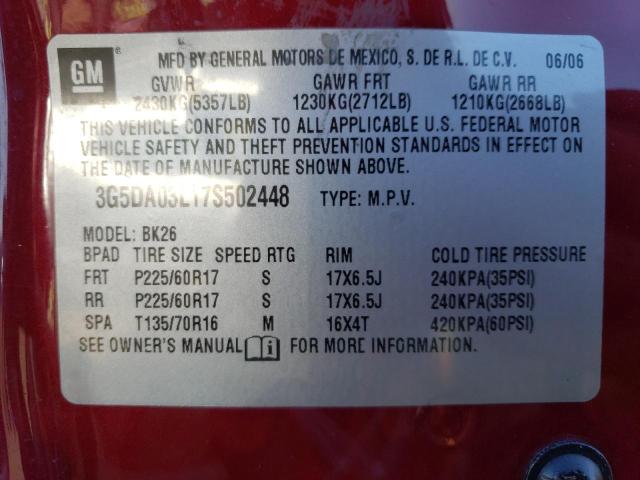 GM ® MFD BY GENERAL MOTORS DE MEXICO, S. DE R.L. DE C.V. 06/06
GVWR GAWR FRT GAWR RR
2430KG(5357LB) 1230KG(2712LB) 1210KG(2668LB)
THIS VEHICLE CONFORMS TO ALL APPLICABLE U.S. FEDERAL MOTOR
VEHICLE SAFETY AND THEFT PREVENTION STANDARDS IN EFFECT ON
THE DATE OF MANUFACTURE SHOWN ABOVE.
3G5DA03L17S502448 TYPE: M.P.V.
MODEL: BK26
BPAD TIRE SIZE SPEED RTG RIM COLD TIRE PRESSURE
FRT P225/60R17 S 17X6.5J 240KPA(35PSI)
RR P225/60R17 S 17X6.5J 240KPA(35PSI)
SPA T135/70R16 M 16X4T 420KPA(60PSI)
SEE OWNER'S MANUAL i FOR MORE INFORMATION.